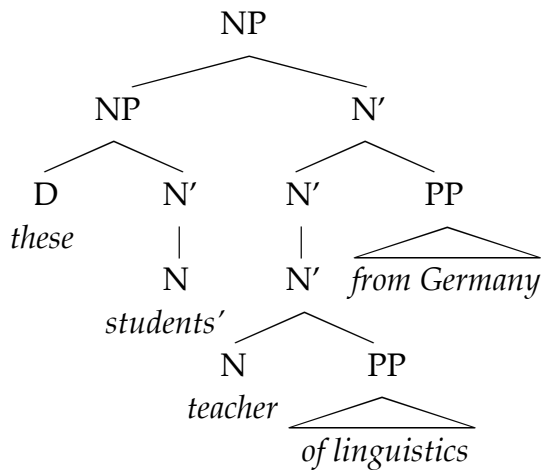 NP
NP N'
D N' N' PP
these from Germany
N N'
students'
N PP
teacher
of linguistics